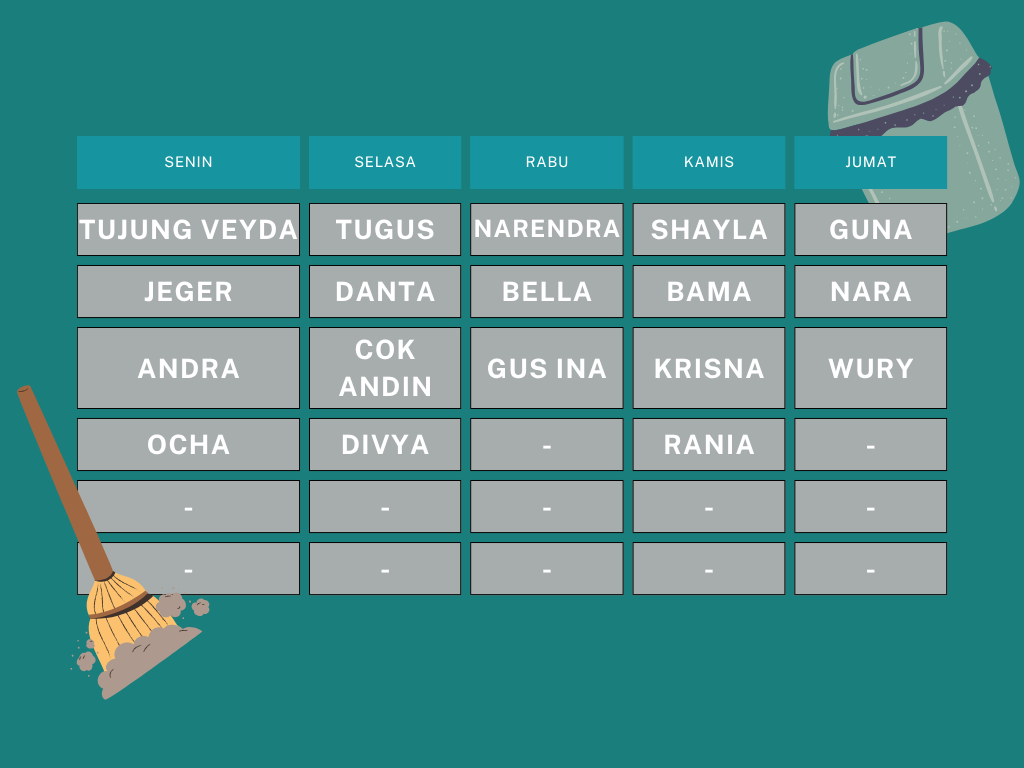 SENIN SELASA RABU KAMIS JUMAT
TUJUNG VEYDA TUGUS NARENDRA SHAYLA GUNA
JEGER DANTA BELLA BAMA NARA
ANDRA COK ANDIN GUS INA KRISNA WURY
OCHA DIVYA - RANIA -
- - - - -
- - - - -